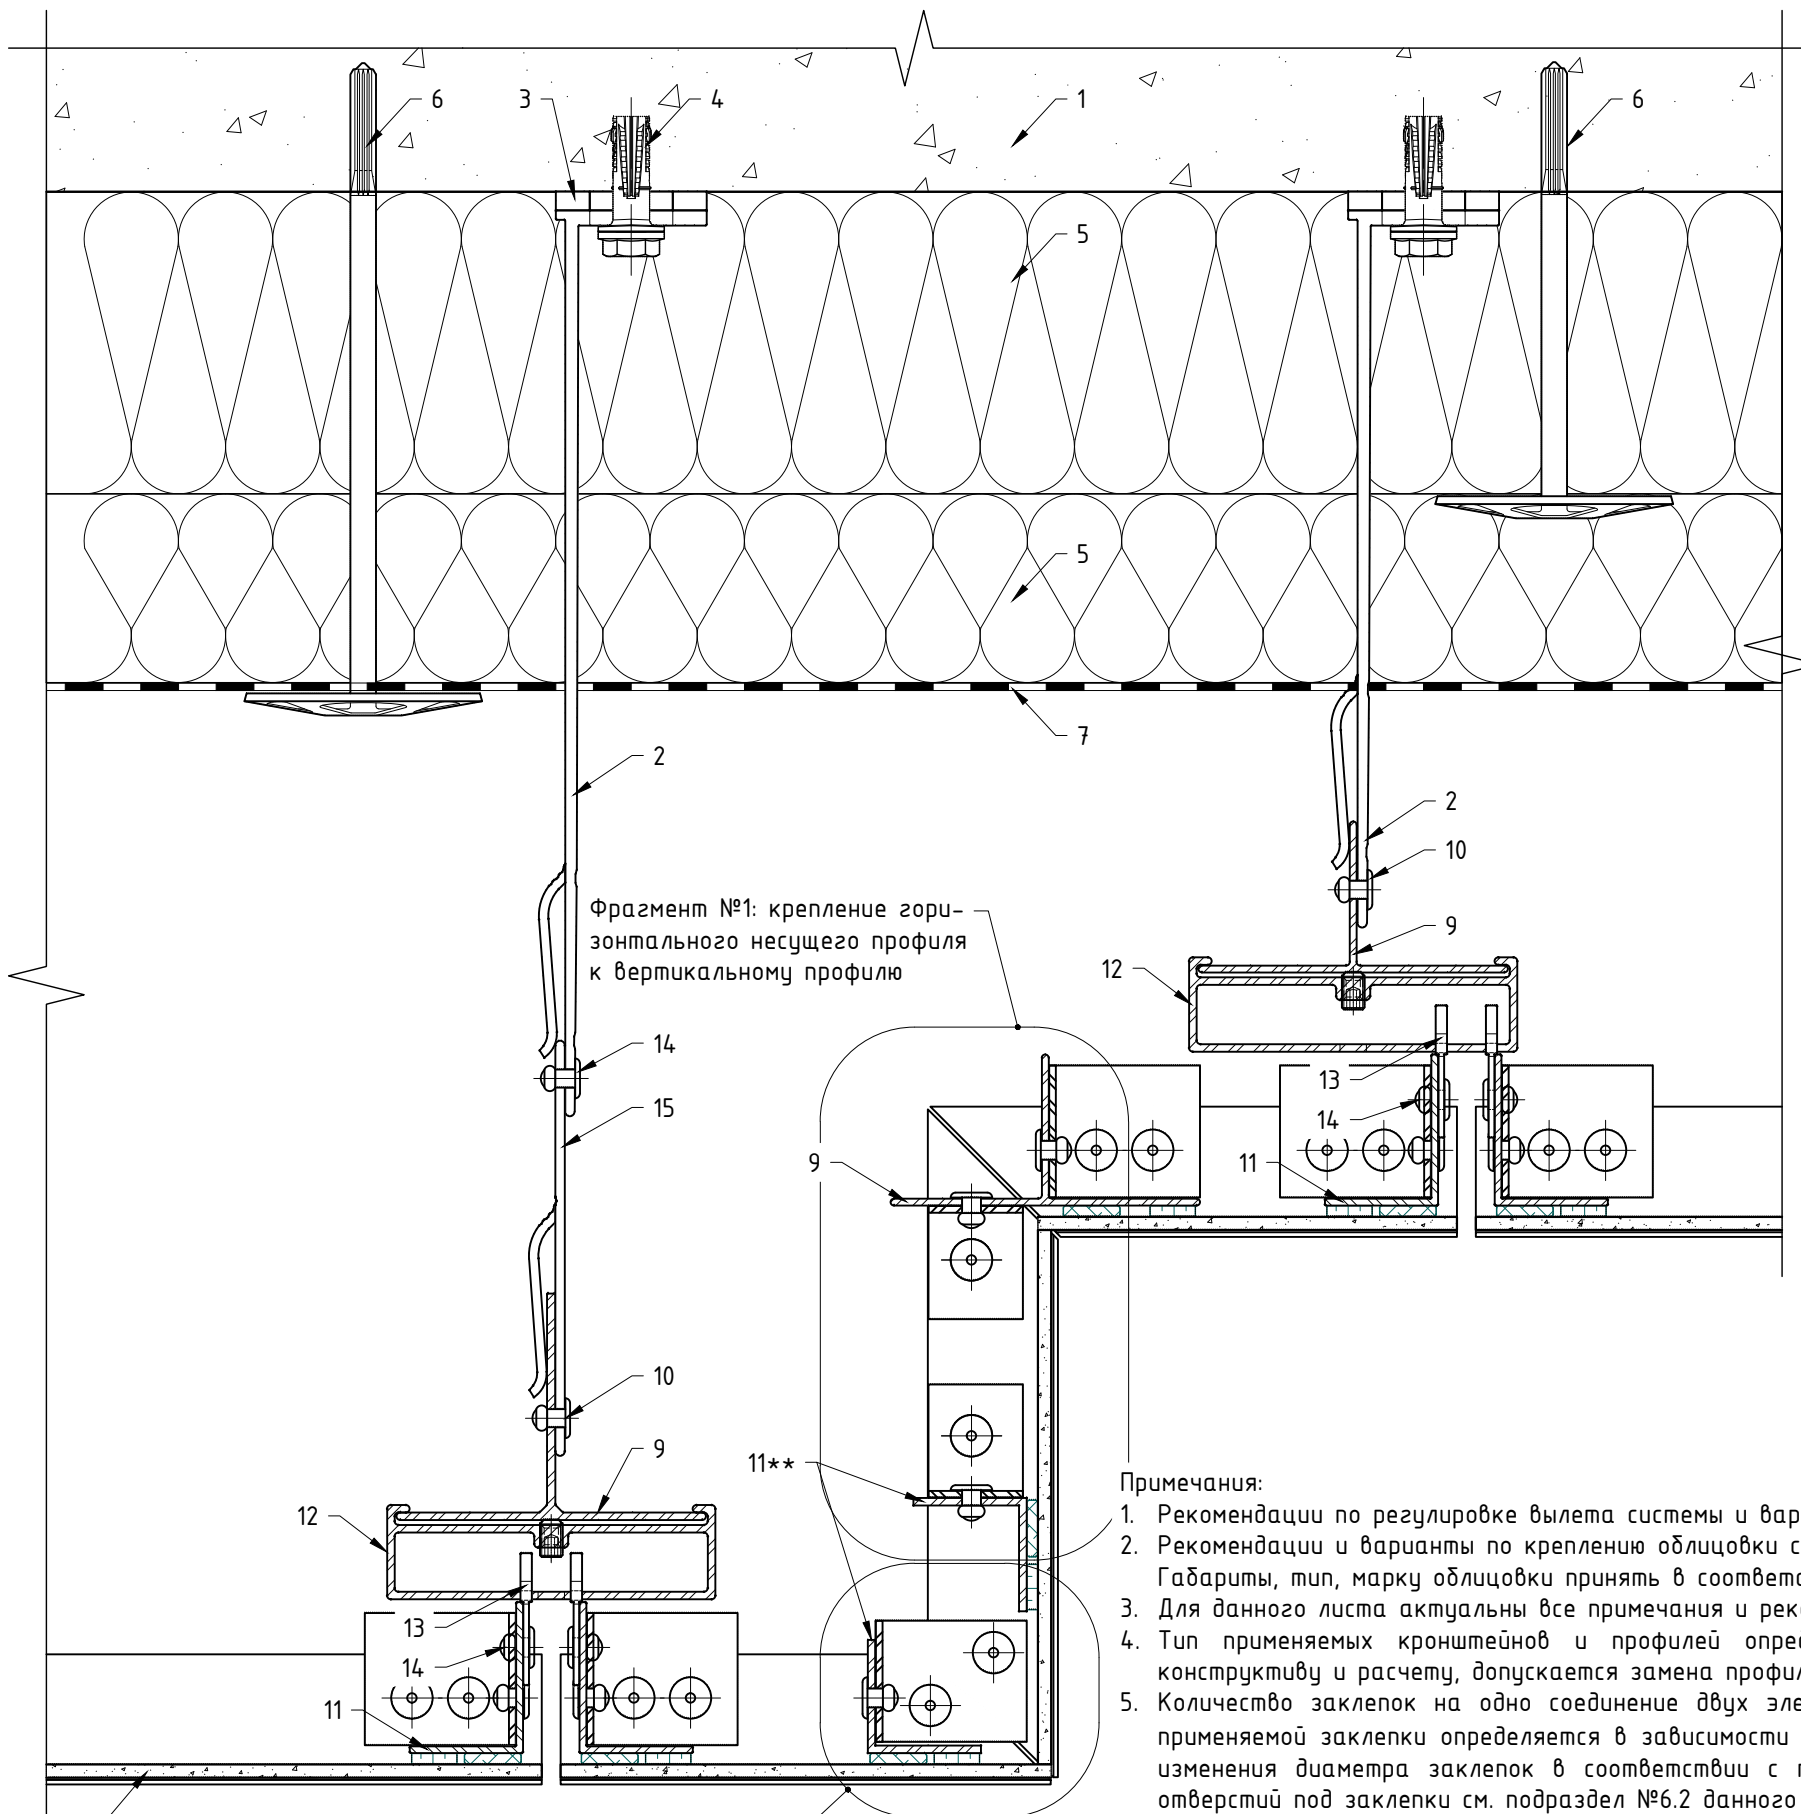 6
3
4
1
6
5
5
7
2
2
10
Фрагмент №1: крепление гори-
зонтального несущего профиля
к вертикальному профилю
9
12
14
13
15
14
9
11
10
9
11**
12
13
14
11
Примечания:
1. Рекомендации по регулировке вылета системы и вар
2. Рекомендации и варианты по креплению облицовки с
Габариты, тип, марку облицовки принять в соответс
3. Для данного листа актуальны все примечания и рек
4. Тип применяемых кронштейнов и профилей опре
конструктиву и расчету, допускается замена профил
5. Количество заклепок на одно соединение двух эле
применяемой заклепки определяется в зависимости
изменения диаметра заклепок в соответствии с
отверстий под заклепки см. подраздел №6.2 данного